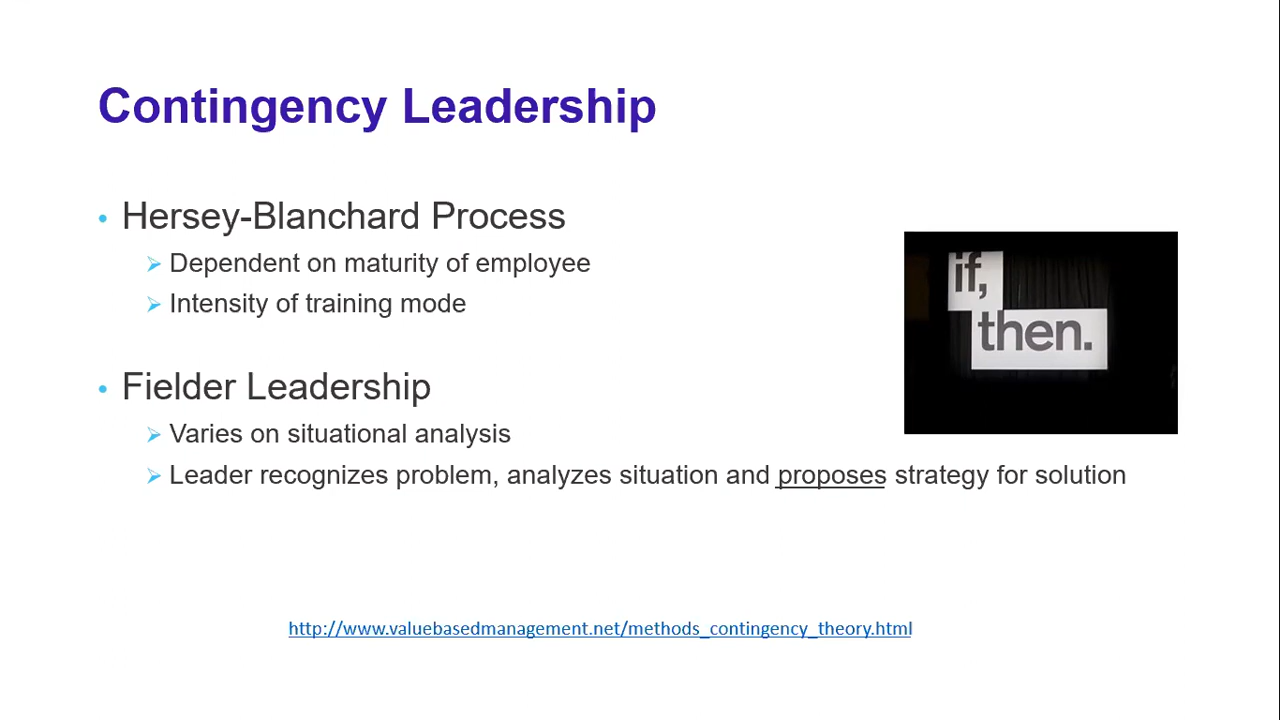 Contingency Leadership
• Hersey-Blanchard Process
➢ Dependent on maturity of employee
➢ Intensity of training mode
if,
then.
• Fielder Leadership
➢ Varies on situational analysis
➢ Leader recognizes problem, analyzes situation and proposes strategy for solution
http://www.valuebasedmanagement.net/methods_contingency_theory.html